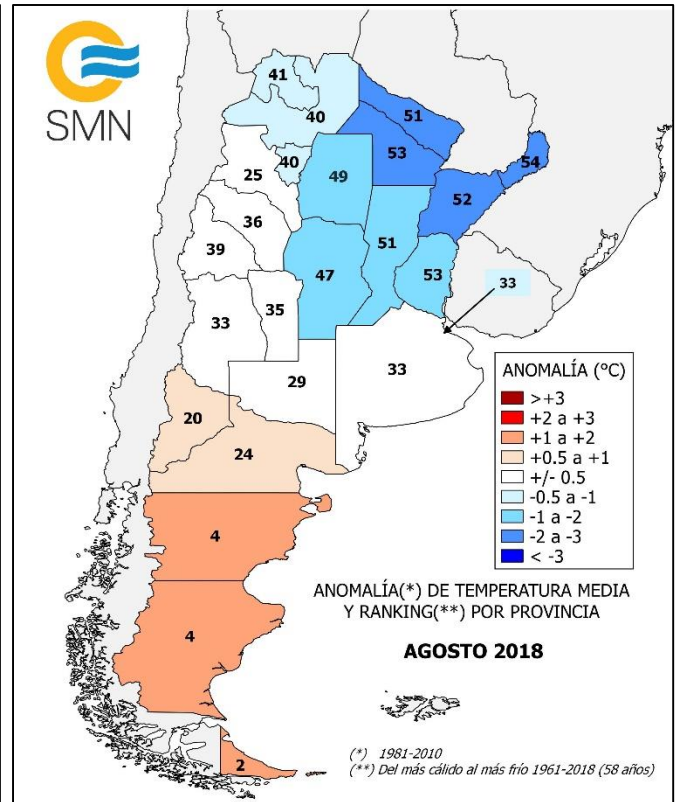 SMN
41
40
51
53
54
40
25
49
52
36
51
39
47
53
33
33
35
33
29
20
24
4
4
2
ANOMALÍA (°C)
>+3
+2 a +3
+1 a +2
+0.5 a +1
+/- 0.5
-0.5 a -1
-1 a -2
-2 a -3
< -3
ANOMALÍA(*) DE TEMPERATURA MEDIA
Y RANKING(**) POR PROVINCIA
AGOSTO 2018
(*) 1981-2010
(**) Del más cálido al más frío 1961-2018 (58 años)